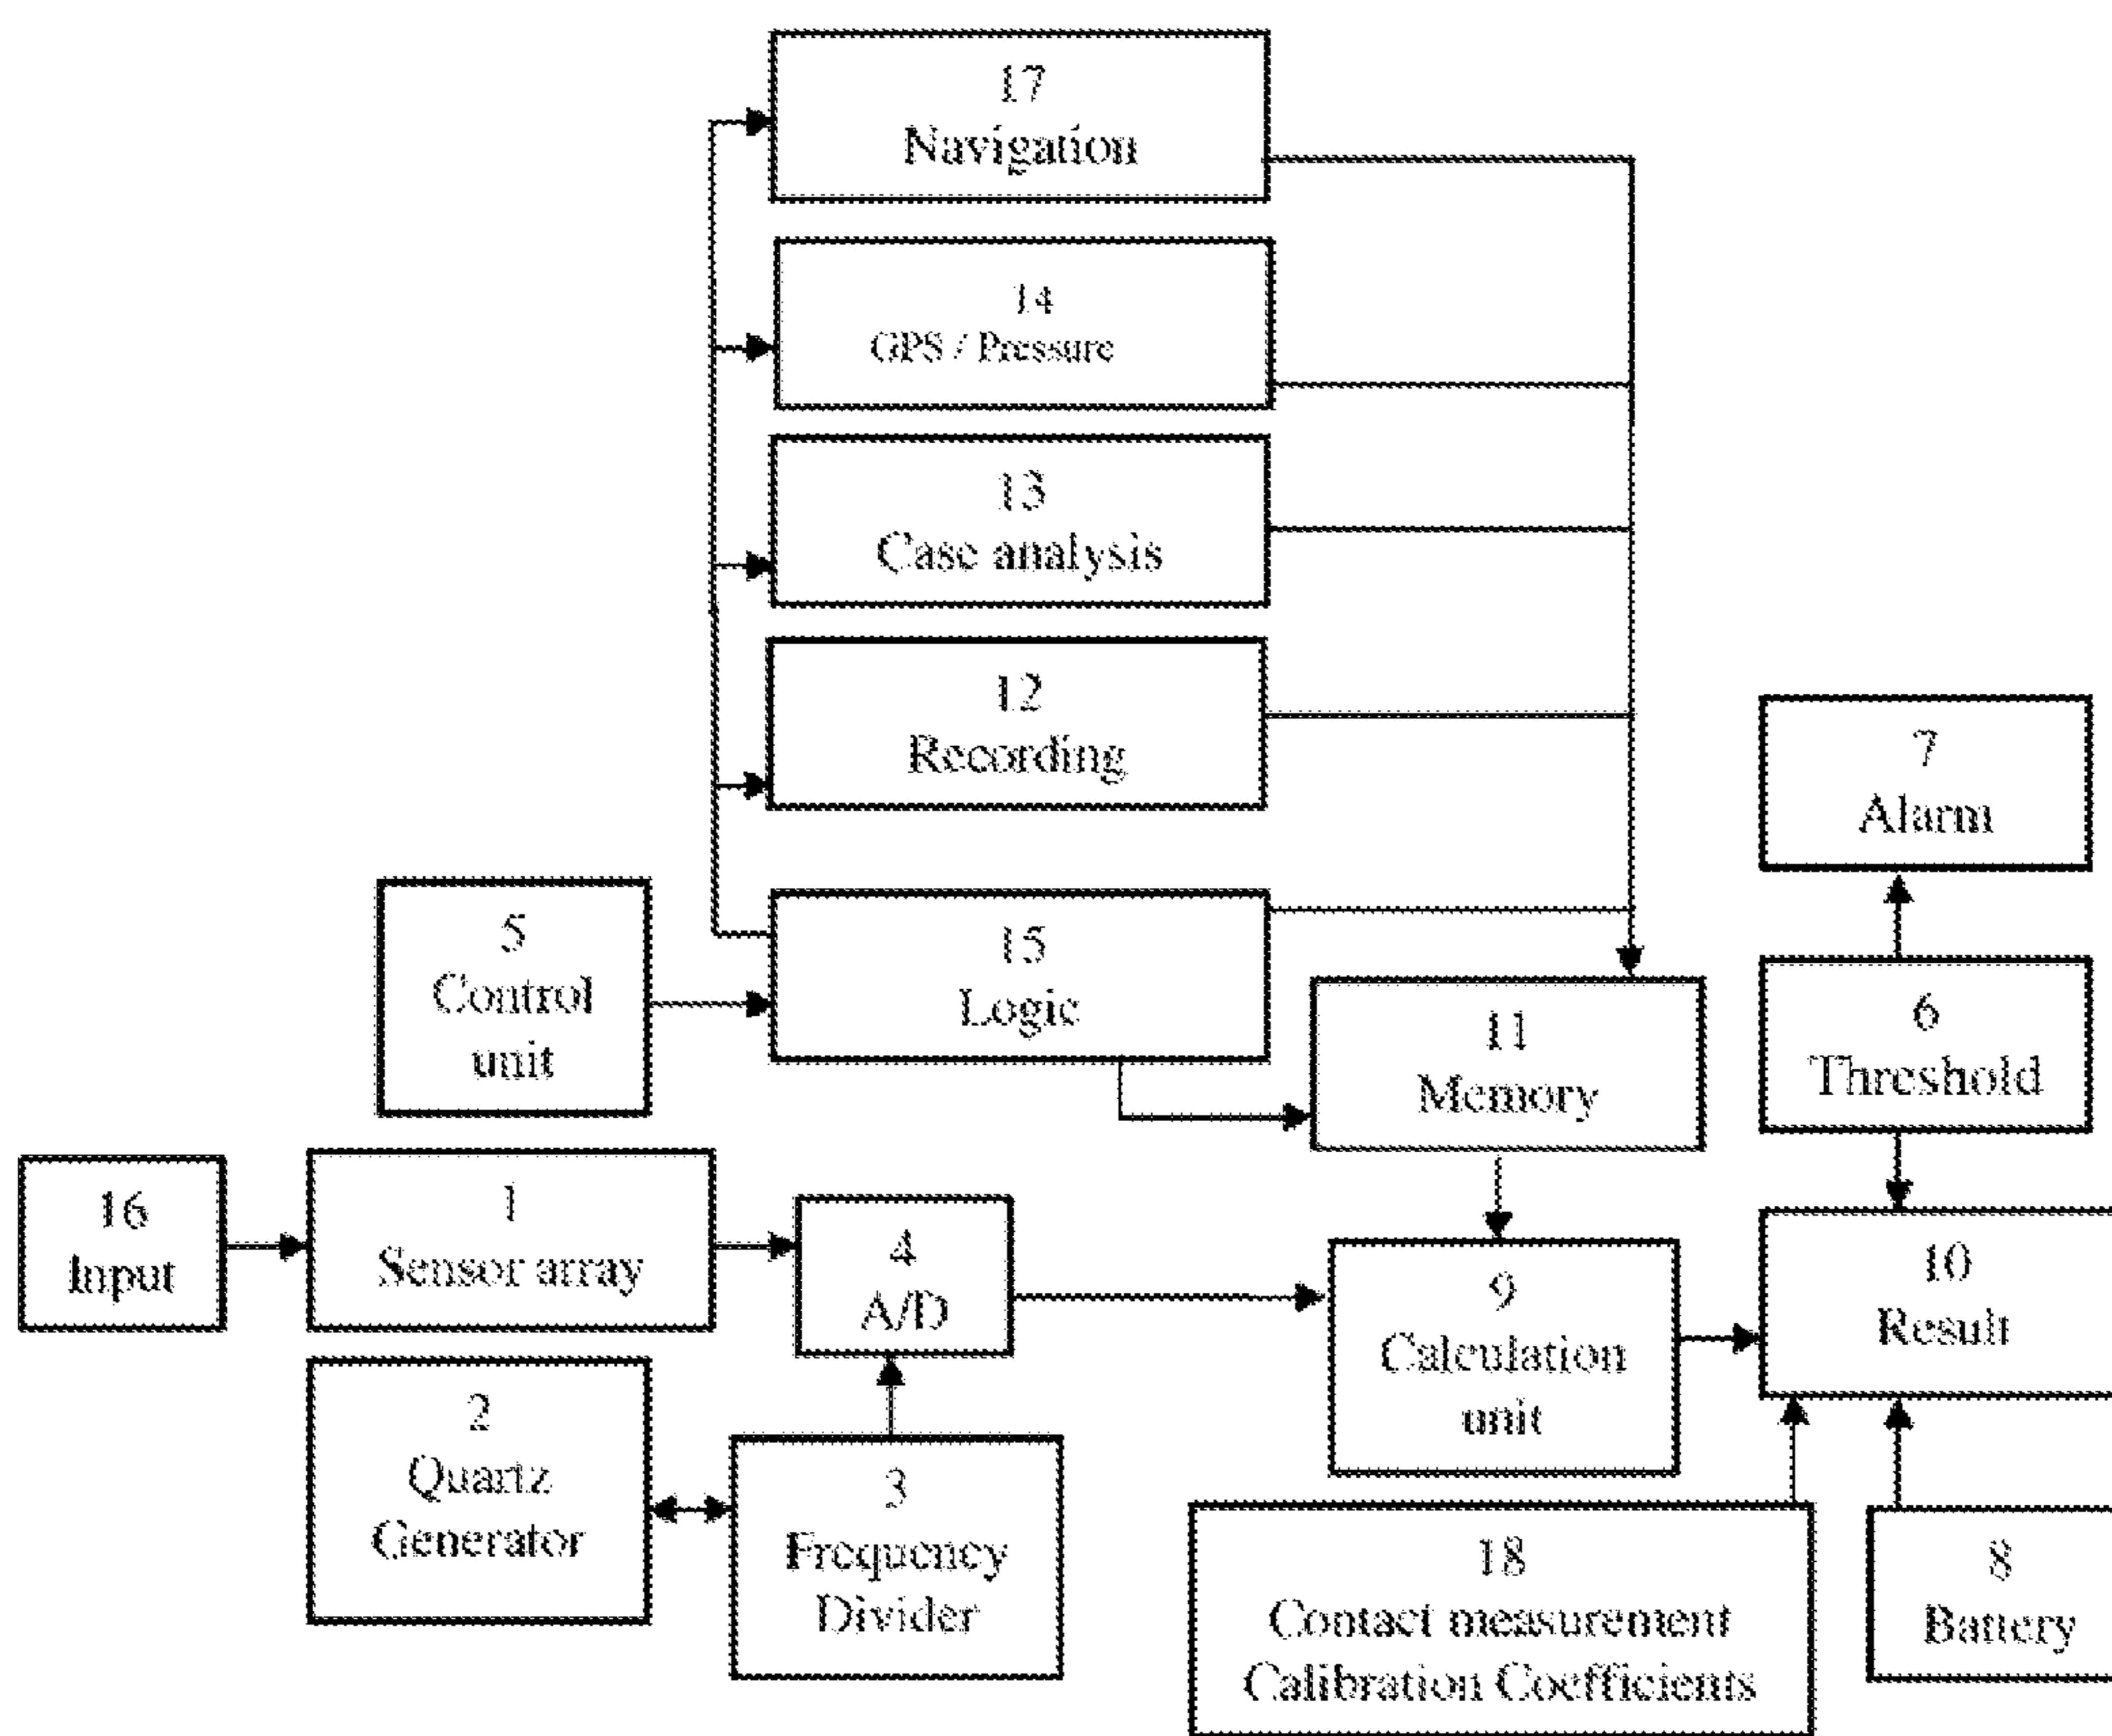 17
Navigation
14
GPS / Pressure
13
Case analysis
12
Recording
7
Alarm
5
Control
unit
15
Logic
11
Memory
6
Threshold
16
Input
1
Sensor array
4
A/D
9
Calculation
unit
10
Result
2
Quartz
Generator
3
Frequency
Divider
18
Contact measurement
Calibration Coefficients
8
Battery